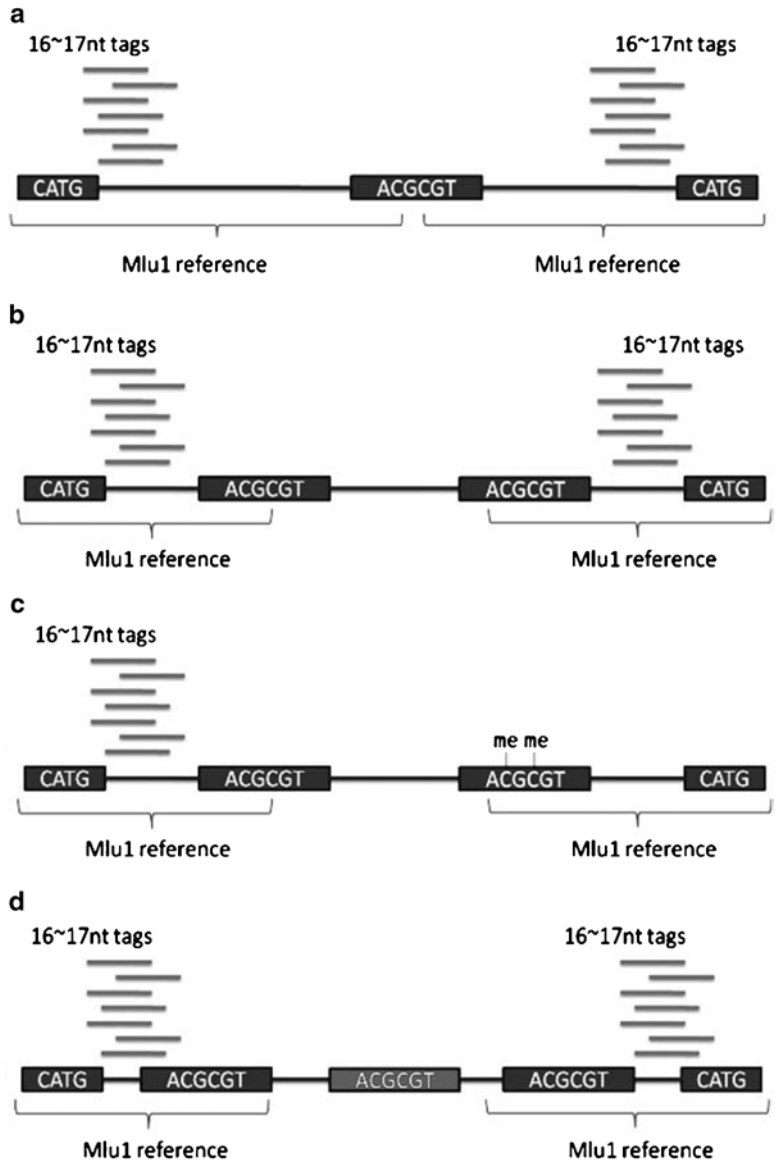 a
16~17nt tags 16~17nt tags
CATG ACGCGT CATG
Mlu1 reference Mlu1 reference
b
16~17nt tags 16~17nt tags
CATG ACGCGT ACGCGT CATG
Mlu1 reference Mlu1 reference
c
16~17nt tags
me me
CATG ACGCGT ACGCGT CATG
Mlu1 reference Mlu1 reference
d
16~17nt tags 16~17nt tags
CATG ACGCGT ACGCGT ACGCGT CATG
Mlu1 reference Mlu1 reference